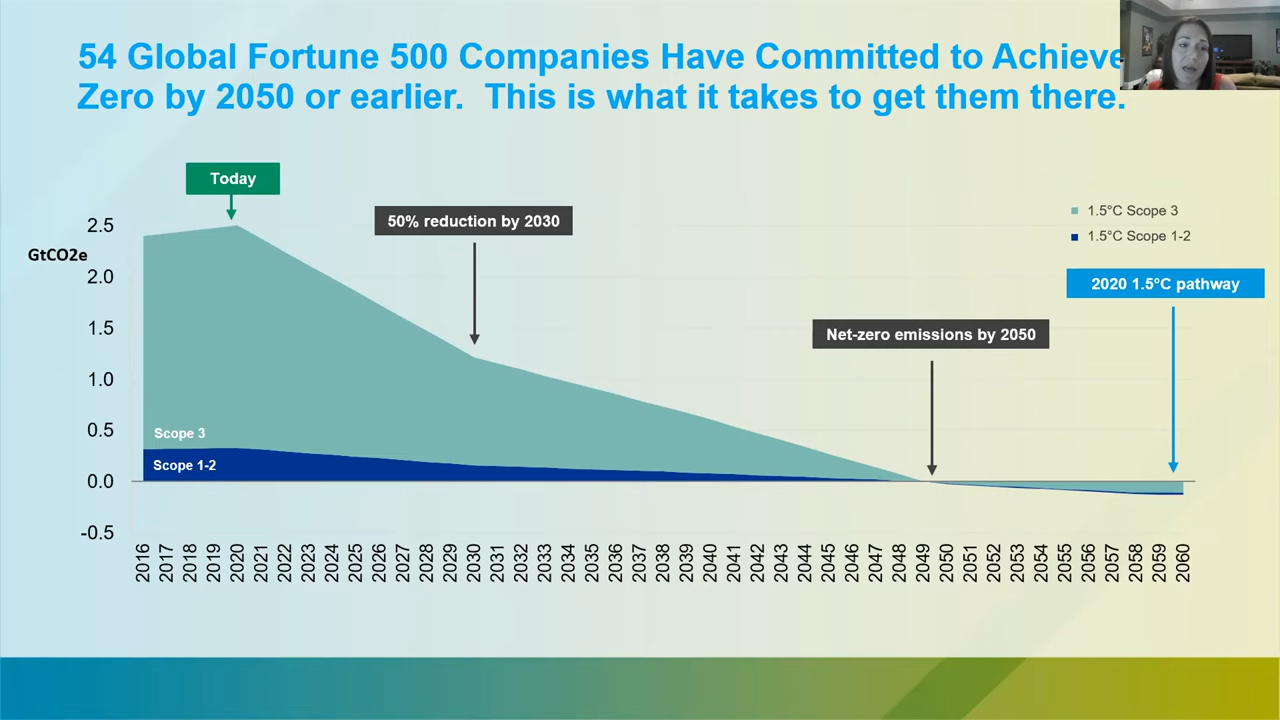 54 Global Fortune 500 Companies Have Committed to Achieve
Zero by 2050 or earlier.  This is what it takes to get them there.
Today
50% reduction by 2030
1.5°C Scope 3
1.5°C Scope 1-2
GtCO2e
2020 1.5°C pathway
Net-zero emissions by 2050
2.5
2.0
1.5
1.0
0.5
0.0
-0.5
Scope 3
Scope 1-2
2016 2017 2018 2019 2020 2021 2022 2023 2024 2025 2026 2027 2028 2029 2030 2031 2032 2033 2034 2035 2036 2037 2038 2039 2040 2041 2042 2043 2044 2045 2046 2047 2048 2049 2050 2051 2052 2053 2054 2055 2056 2057 2058 2059 2060